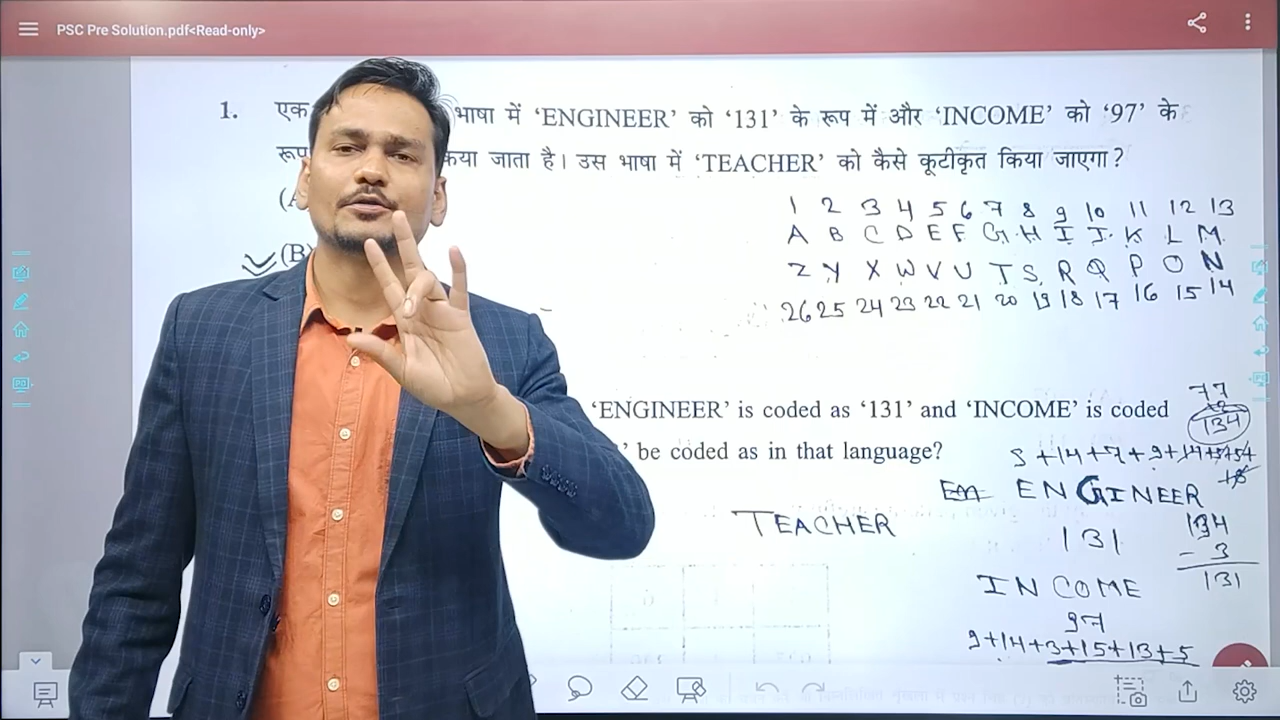 PSC Pre Solution.pdf<Read-only>
1. एक भाषा में ‘ENGINEER’ को ‘131’ के रूप में और ‘INCOME’ को ‘97’ के
रूप किया जाता है। उस भाषा में ‘TEACHER’ को कैसे कूटीकृत किया जाएगा?
(A
(B)
1 2 3 4 5 6 7 8 9 10 11 12 13
A B C D E F G H I J K L M
Z Y X W V U T S R Q P O N
26 25 24 23 22 21 20 19 18 17 16 15 14
‘ENGINEER’ is coded as ‘131’ and ‘INCOME’ is coded
’ be coded as in that language?
77
134
5+14+7+9+14+5+5+
+18
ENGINEER
131
134
- 3
131
TEACHER
INCOME
97
9+14+3+15+13+5